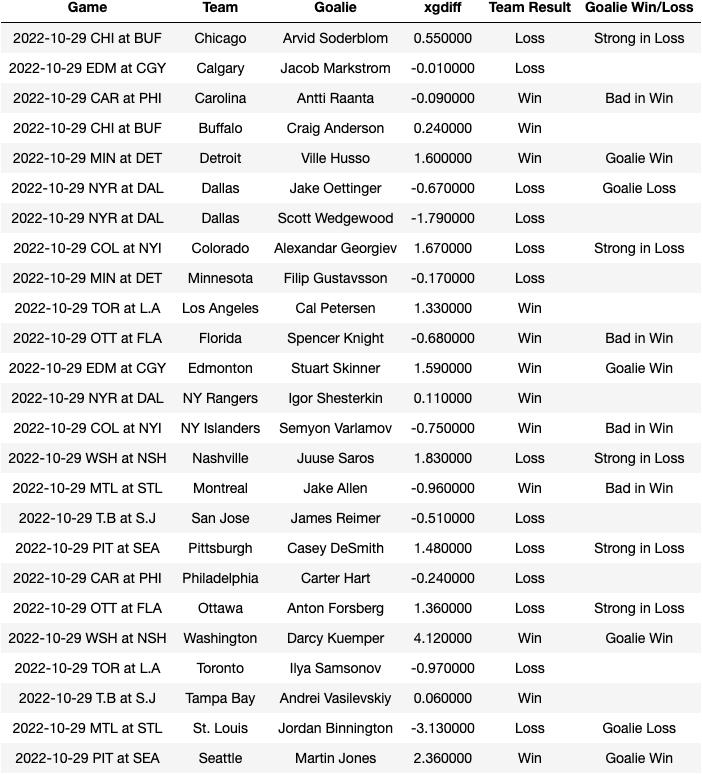 Game Team Goalie xgdiff Team Result Goalie Win/Loss
2022-10-29 CHI at BUF Chicago Arvid Soderblom 0.550000 Loss Strong in Loss
2022-10-29 EDM at CGY Calgary Jacob Markstrom -0.010000 Loss
2022-10-29 CAR at PHI Carolina Antti Raanta -0.090000 Win Bad in Win
2022-10-29 CHI at BUF Buffalo Craig Anderson 0.240000 Win
2022-10-29 MIN at DET Detroit Ville Husso 1.600000 Win Goalie Win
2022-10-29 NYR at DAL Dallas Jake Oettinger -0.670000 Loss Goalie Loss
2022-10-29 NYR at DAL Dallas Scott Wedgewood -1.790000 Loss
2022-10-29 COL at NYI Colorado Alexandar Georgiev 1.670000 Loss Strong in Loss
2022-10-29 MIN at DET Minnesota Filip Gustavsson -0.170000 Loss
2022-10-29 TOR at L.A Los Angeles Cal Petersen 1.330000 Win
2022-10-29 OTT at FLA Florida Spencer Knight -0.680000 Win Bad in Win
2022-10-29 EDM at CGY Edmonton Stuart Skinner 1.590000 Win Goalie Win
2022-10-29 NYR at DAL NY Rangers Igor Shesterkin 0.110000 Win
2022-10-29 COL at NYI NY Islanders Semyon Varlamov -0.750000 Win Bad in Win
2022-10-29 WSH at NSH Nashville Juuse Saros 1.830000 Loss Strong in Loss
2022-10-29 MTL at STL Montreal Jake Allen -0.960000 Win Bad in Win
2022-10-29 T.B at S.J San Jose James Reimer -0.510000 Loss
2022-10-29 PIT at SEA Pittsburgh Casey DeSmith 1.480000 Loss Strong in Loss
2022-10-29 CAR at PHI Philadelphia Carter Hart -0.240000 Loss
2022-10-29 OTT at FLA Ottawa Anton Forsberg 1.360000 Loss Strong in Loss
2022-10-29 WSH at NSH Washington Darcy Kuemper 4.120000 Win Goalie Win
2022-10-29 TOR at L.A Toronto Ilya Samsonov -0.970000 Loss
2022-10-29 T.B at S.J Tampa Bay Andrei Vasilevskiy 0.060000 Win
2022-10-29 MTL at STL St. Louis Jordan Binnington -3.130000 Loss Goalie Loss
2022-10-29 PIT at SEA Seattle Martin Jones 2.360000 Win Goalie Win